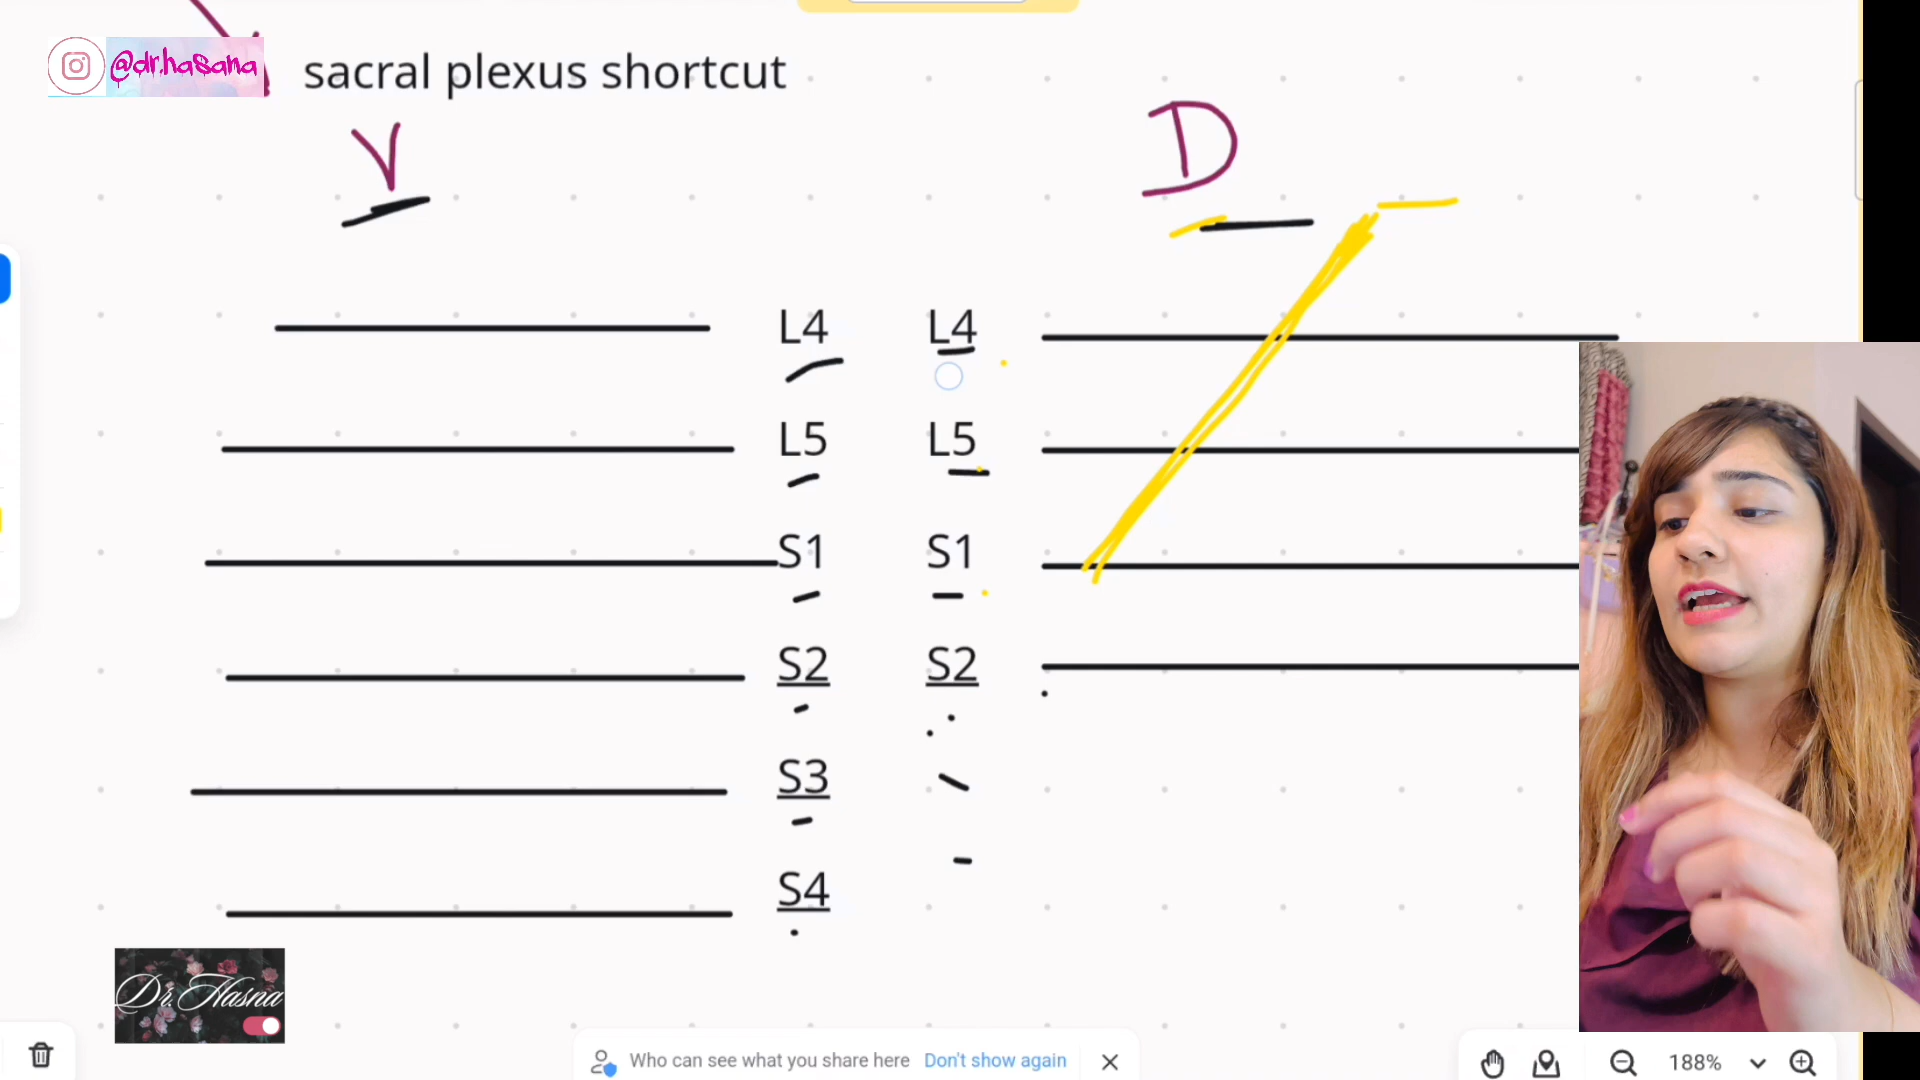 @dr.hasana
sacral plexus shortcut
V
D
L4 L4
L5 L5
S1 S1
S2 S2
S3
S4
Dr. Hasna
Who can see what you share here Don't show again
188%